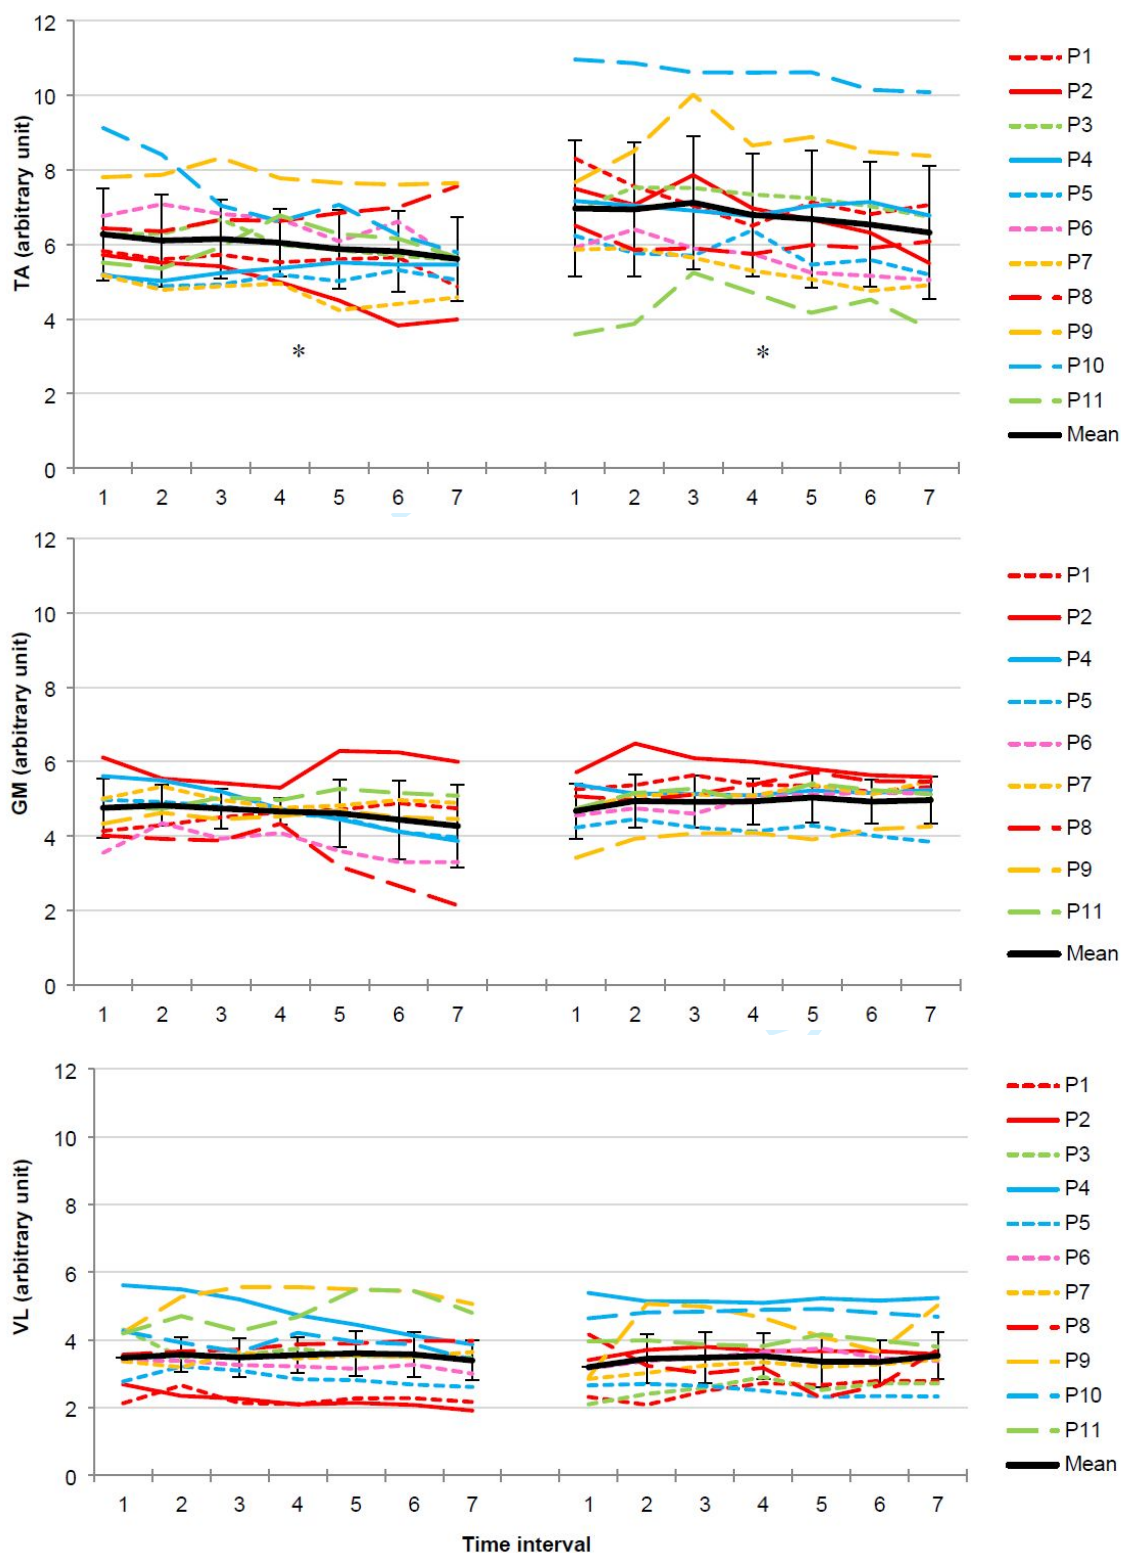 TA (arbitrary unit)
12
10
8
6
4
2
0
*
*
1 2 3 4 5 6 7 1 2 3 4 5 6 7
P1
P2
P3
P4
P5
P6
P7
P8
P9
P10
P11
Mean
GM (arbitrary unit)
12
10
8
6
4
2
0
1 2 3 4 5 6 7 1 2 3 4 5 6 7
P1
P2
P4
P5
P6
P7
P8
P9
P11
Mean
VL (arbitrary unit)
12
10
8
6
4
2
0
1 2 3 4 5 6 7 1 2 3 4 5 6 7
P1
P2
P3
P4
P5
P6
P7
P8
P9
P10
P11
Mean
Time interval